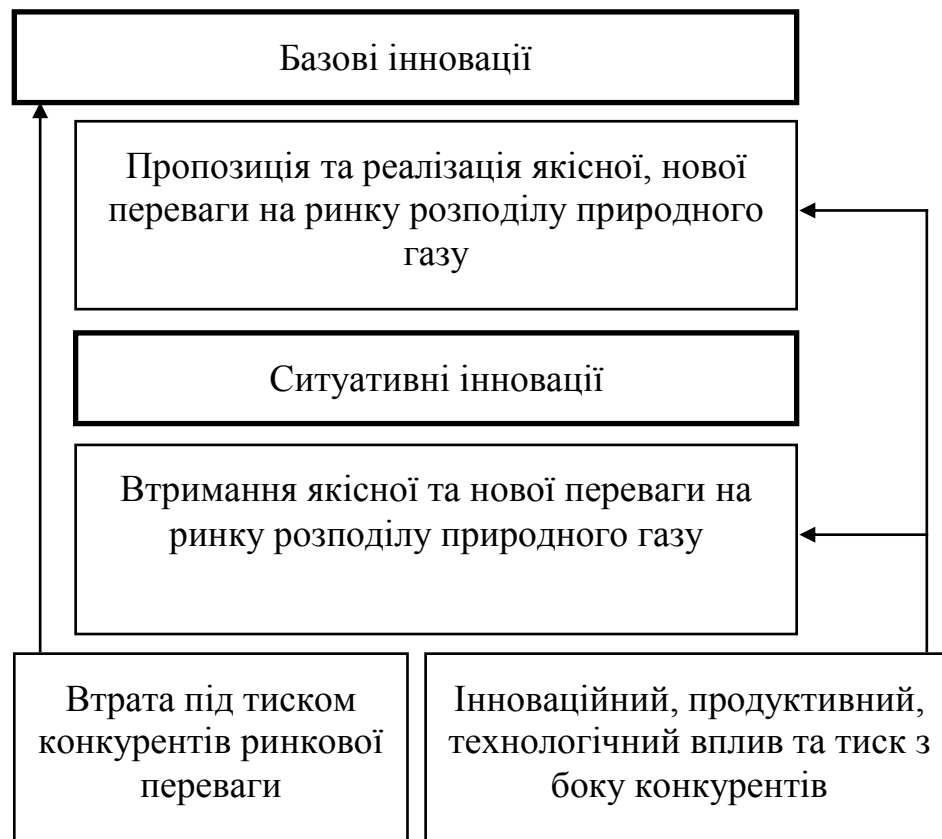 Базові інновації
Пропозиція та реалізація якісної, нової
переваги на ринку розподілу природного
газу
Ситуативні інновації
Втримання якісної та нової переваги на
ринку розподілу природного газу
Втрата під тиском
конкурентів ринкової
переваги
Інноваційний, продуктивний,
технологічний вплив та тиск з
боку конкурентів